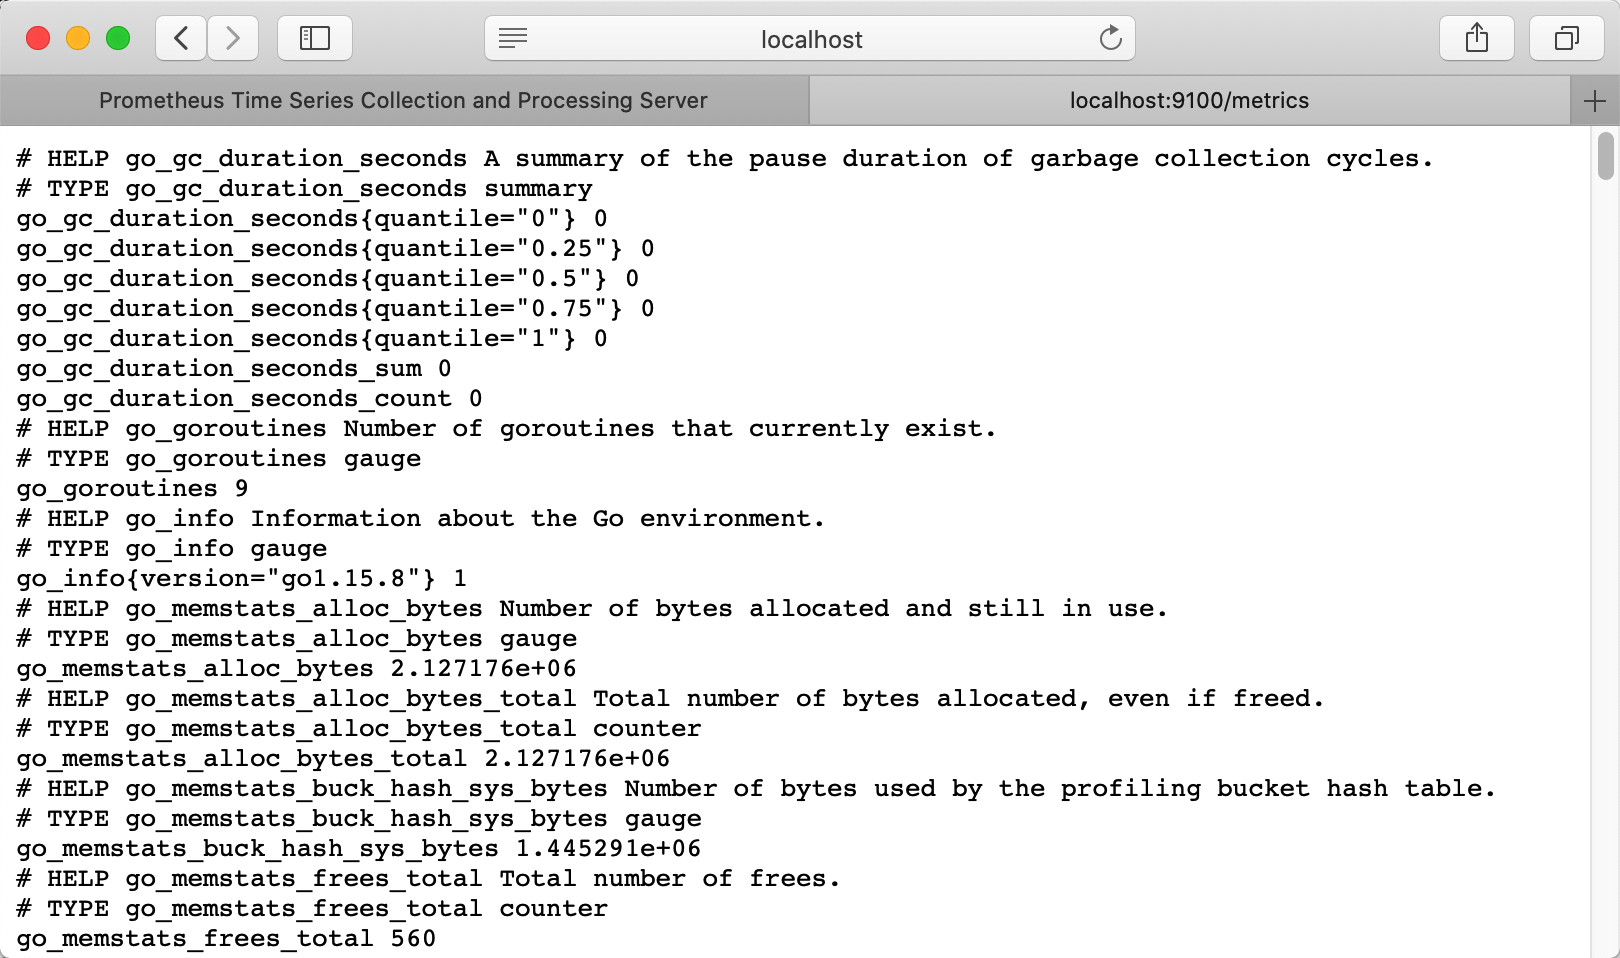 localhost
Prometheus Time Series Collection and Processing Server
localhost:9100/metrics
# HELP go_gc_duration_seconds A summary of the pause duration of garbage collection cycles.
# TYPE go_gc_duration_seconds summary
go_gc_duration_seconds{quantile="0"} 0
go_gc_duration_seconds{quantile="0.25"} 0
go_gc_duration_seconds{quantile="0.5"} 0
go_gc_duration_seconds{quantile="0.75"} 0
go_gc_duration_seconds{quantile="1"} 0
go_gc_duration_seconds_sum 0
go_gc_duration_seconds_count 0
# HELP go_goroutines Number of goroutines that currently exist.
# TYPE go_goroutines gauge
go_goroutines 9
# HELP go_info Information about the Go environment.
# TYPE go_info gauge
go_info{version="go1.15.8"} 1
# HELP go_memstats_alloc_bytes Number of bytes allocated and still in use.
# TYPE go_memstats_alloc_bytes gauge
go_memstats_alloc_bytes 2.127176e+06
# HELP go_memstats_alloc_bytes_total Total number of bytes allocated, even if freed.
# TYPE go_memstats_alloc_bytes_total counter
go_memstats_alloc_bytes_total 2.127176e+06
# HELP go_memstats_buck_hash_sys_bytes Number of bytes used by the profiling bucket hash table.
# TYPE go_memstats_buck_hash_sys_bytes gauge
go_memstats_buck_hash_sys_bytes 1.445291e+06
# HELP go_memstats_frees_total Total number of frees.
# TYPE go_memstats_frees_total counter
go_memstats_frees_total 560